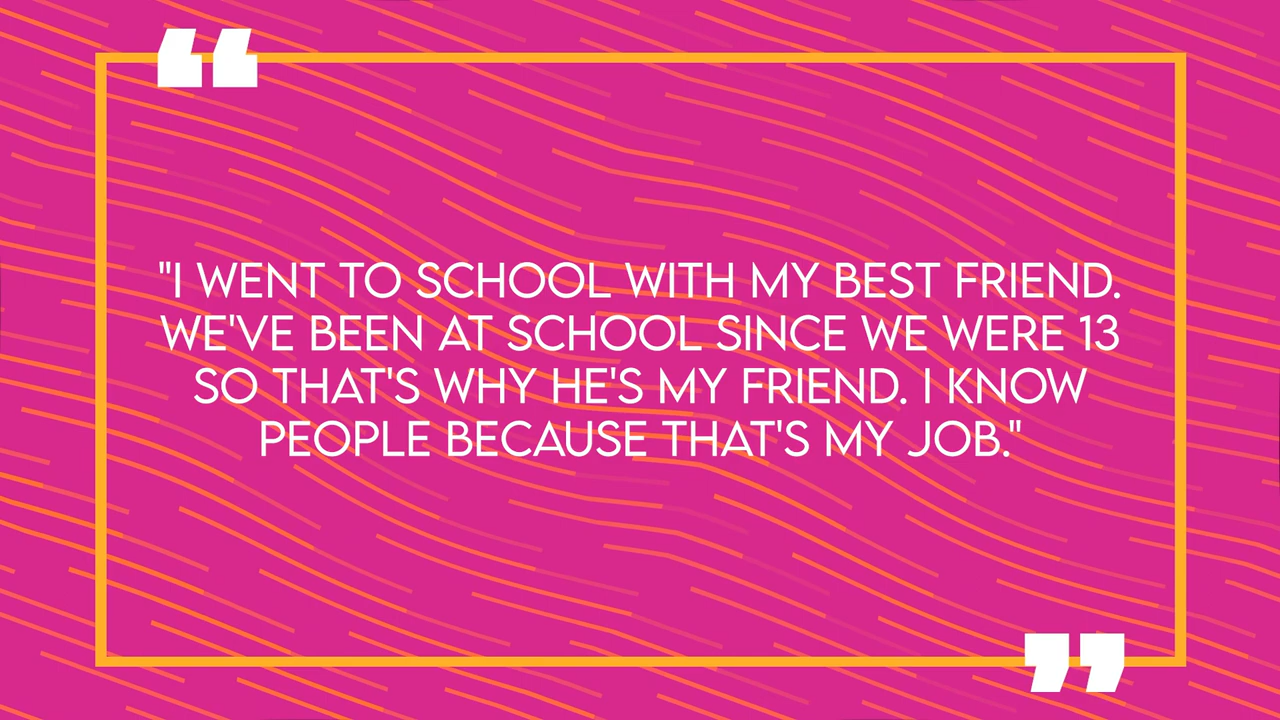 "I WENT TO SCHOOL WITH MY BEST FRIEND.
WE'VE BEEN AT SCHOOL SINCE WE WERE 13
SO THAT'S WHY HE'S MY FRIEND. I KNOW
PEOPLE BECAUSE THAT'S MY JOB."